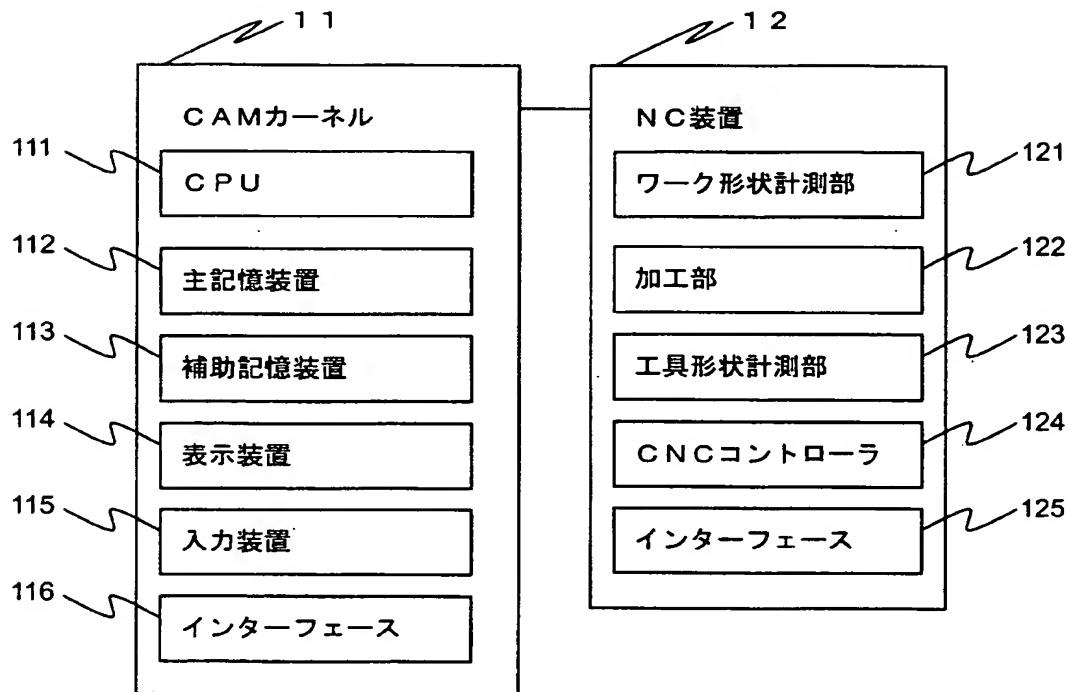 １１
ＣＡＭカーネル
111
ＣＰＵ
112
主記憶装置
113
補助記憶装置
114
表示装置
115
入力装置
116
インターフェース
１２
ＮＣ装置
ワーク形状計測部
121
加工部
122
工具形状計測部
123
ＣＮＣコントローラ
124
インターフェース
125